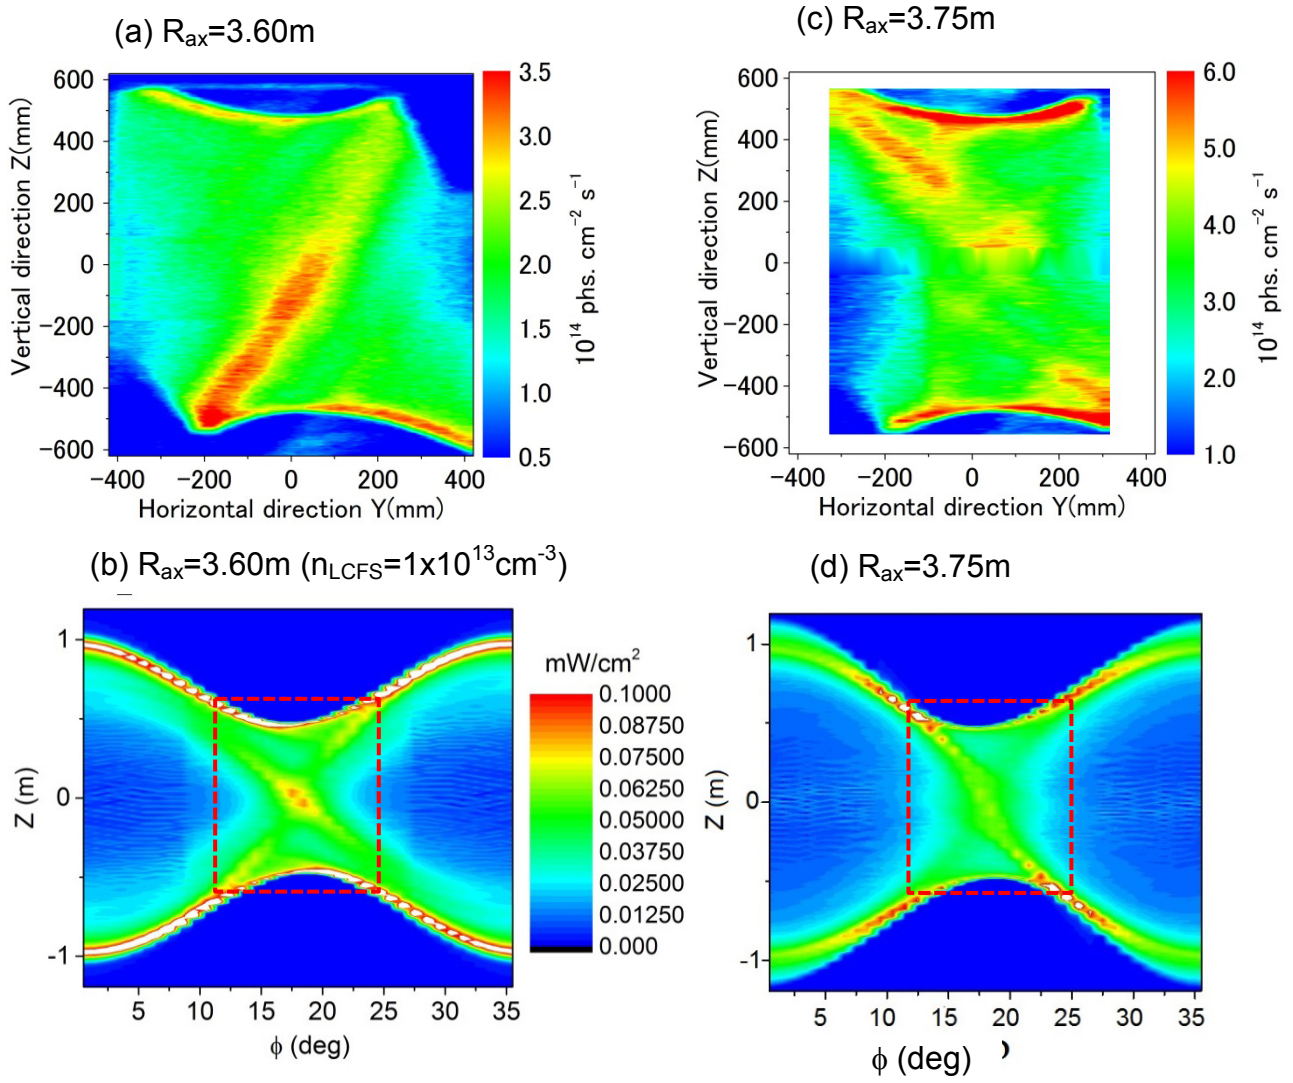 (a) Rax=3.60m
600
400
200
0
−200
−400
−600
Vertical direction Z(mm)
−400 −200 0 200 400
Horizontal direction Y(mm)
3.5
3.0
2.5
2.0
1.5
1.0
0.5
10¹⁴ phs. cm⁻² s⁻¹
(c) Rax=3.75m
600
400
200
0
−200
−400
−600
Vertical direction Z(mm)
−400 −200 0 200 400
Horizontal direction Y(mm)
6.0
5.0
4.0
3.0
2.0
1.0
10¹⁴ phs. cm⁻² s⁻¹
(b) Rax=3.60m (nLCFS=1x10¹³cm⁻³)
1
0
-1
Z (m)
5 10 15 20 25 30 35
ϕ (deg)
mW/cm²
0.1000
0.08750
0.07500
0.06250
0.05000
0.03750
0.02500
0.01250
0.000
(d) Rax=3.75m
1
0
-1
Z (m)
5 10 15 20 25 30 35
ϕ (deg)